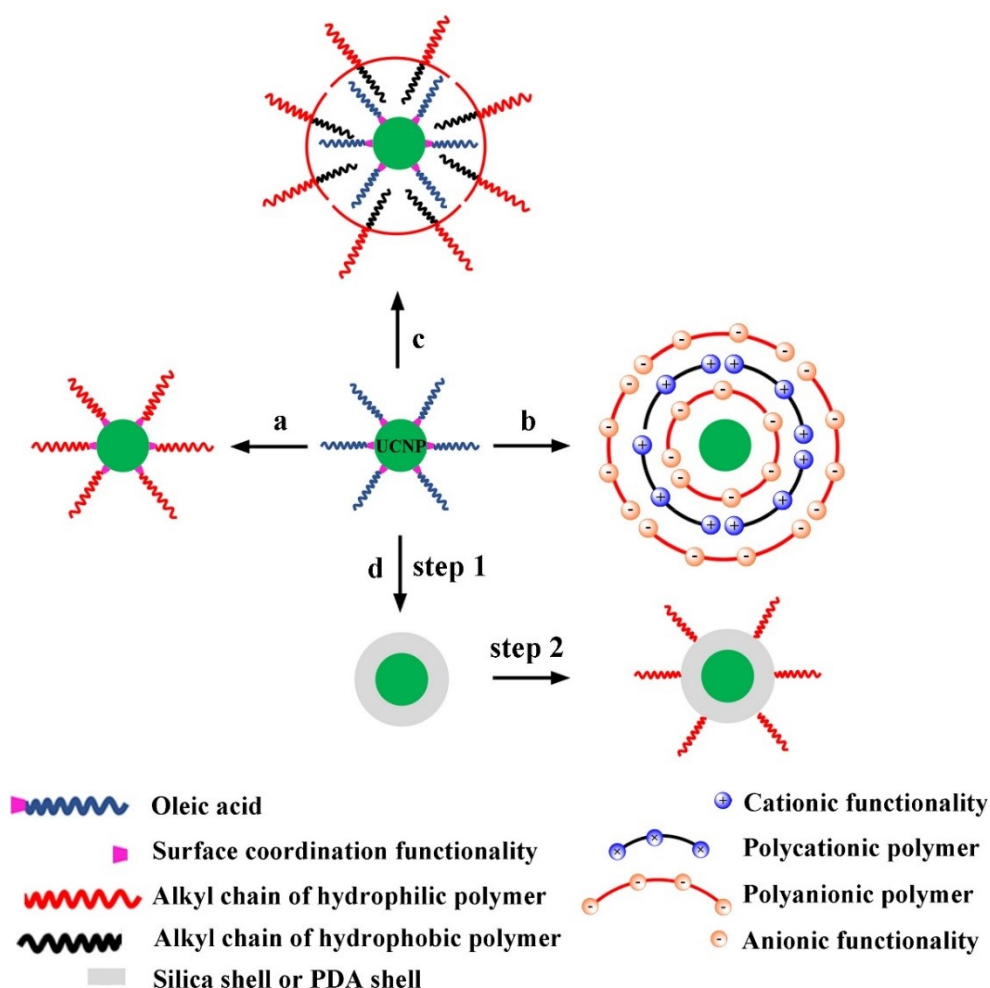 c
a
UCNP
b
d
step 1
step 2
Oleic acid
Surface coordination functionality
Alkyl chain of hydrophilic polymer
Alkyl chain of hydrophobic polymer
Silica shell or PDA shell
Cationic functionality
Polycationic polymer
Polyanionic polymer
Anionic functionality